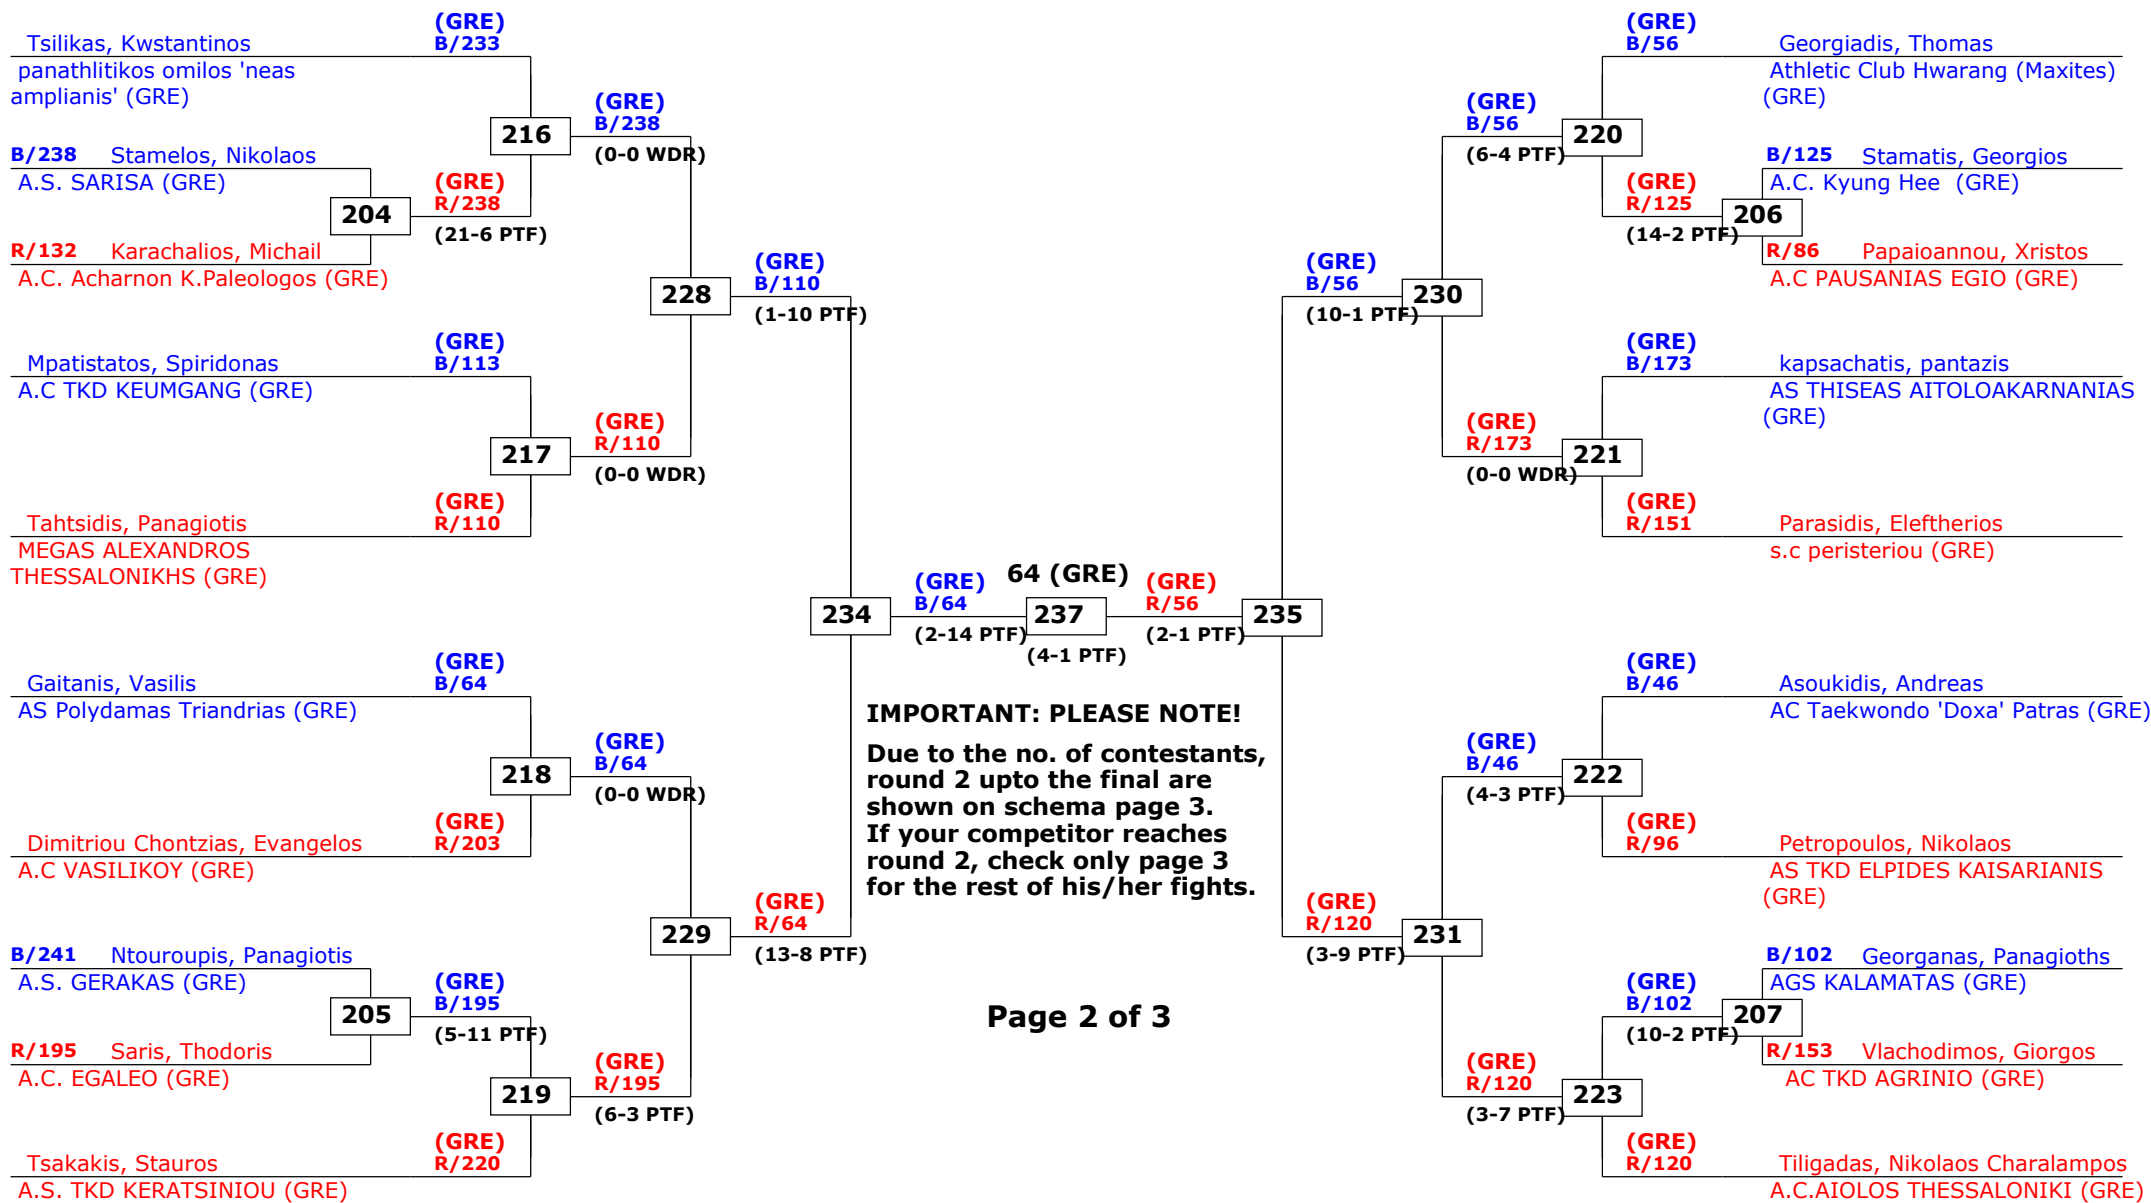 (GRE)
Tsilikas, Kwstantinos B/233
panathlitikos omilos 'neas
amplianis' (GRE)
(GRE)
B/238
216
(0-0 WDR)
B/238 Stamelos, Nikolaos
A.S. SARISA (GRE)
(GRE)
R/238
204
(21-6 PTF)
R/132 Karachalios, Michail
A.C. Acharnon K.Paleologos (GRE)
(GRE)
B/110
228
(1-10 PTF)
(GRE)
Mpatistatos, Spiridonas B/113
A.C TKD KEUMGANG (GRE)
(GRE)
R/110
217
(0-0 WDR)
(GRE)
Tahtsidis, Panagiotis R/110
MEGAS ALEXANDROS
THESSALONIKHS (GRE)
234
(GRE)
B/64
(2-14 PTF)
64 (GRE)
237
(4-1 PTF)
(GRE)
R/56
(2-1 PTF)
235
(GRE)
Gaitanis, Vasilis B/64
AS Polydamas Triandrias (GRE)
(GRE)
B/64
218
(0-0 WDR)
(GRE)
Dimitriou Chontzias, Evangelos R/203
A.C VASILIKOY (GRE)
(GRE)
R/64
229
(13-8 PTF)
B/241 Ntouroupis, Panagiotis
A.S. GERAKAS (GRE)
(GRE)
B/195
205
(5-11 PTF)
R/195 Saris, Thodoris
A.C. EGALEO (GRE)
(GRE)
R/195
219
(6-3 PTF)
(GRE)
Tsakakis, Stauros R/220
A.S. TKD KERATSINIOU (GRE)
IMPORTANT: PLEASE NOTE!
Due to the no. of contestants,
round 2 upto the final are
shown on schema page 3.
If your competitor reaches
round 2, check only page 3
for the rest of his/her fights.
Page 2 of 3
(GRE)
B/56 Georgiadis, Thomas
Athletic Club Hwarang (Maxites)
(GRE)
(GRE)
B/56
220
(6-4 PTF)
B/125 Stamatis, Georgios
A.C. Kyung Hee (GRE)
(GRE)
R/125
206
(14-2 PTF)
R/86 Papaioannou, Xristos
A.C PAUSANIAS EGIO (GRE)
(GRE)
B/56
230
(10-1 PTF)
(GRE)
B/173 kapsachatis, pantazis
AS THISEAS AITOLOAKARNANIAS
(GRE)
(GRE)
R/173
221
(0-0 WDR)
(GRE)
R/151 Parasidis, Eleftherios
s.c peristeriou (GRE)
(GRE)
B/46 Asoukidis, Andreas
AC Taekwondo 'Doxa' Patras (GRE)
(GRE)
B/46
222
(4-3 PTF)
(GRE)
R/96 Petropoulos, Nikolaos
AS TKD ELPIDES KAISARIANIS
(GRE)
(GRE)
R/120
231
(3-9 PTF)
B/102 Georganas, Panagioths
AGS KALAMATAS (GRE)
(GRE)
B/102
207
(10-2 PTF)
R/153 Vlachodimos, Giorgos
AC TKD AGRINIO (GRE)
(GRE)
R/120
223
(3-7 PTF)
(GRE)
R/120 Tiligadas, Nikolaos Charalampos
A.C.AIOLOS THESSALONIKI (GRE)